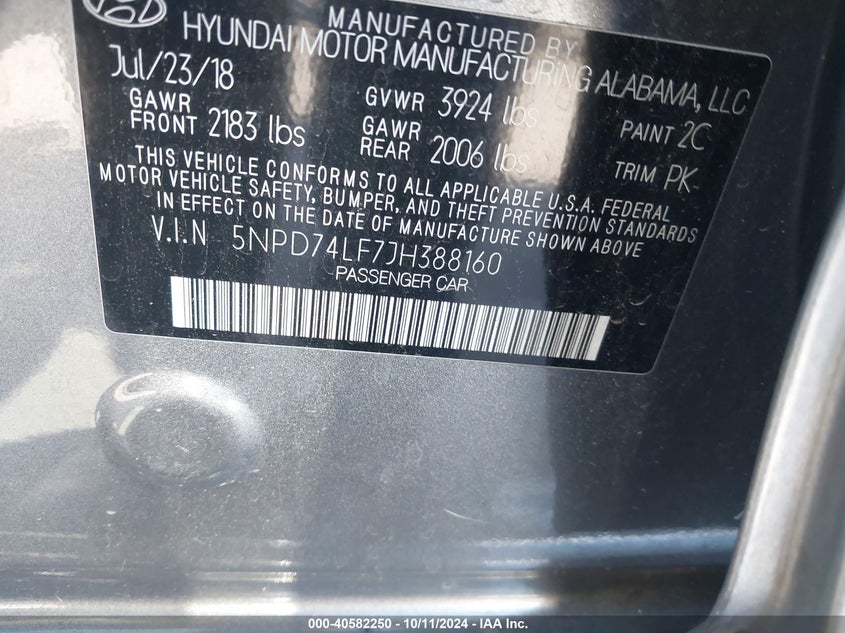 MANUFACTURED BY
HYUNDAI MOTOR MANUFACTURING ALABAMA, LLC
Jul/23/18
GAWR FRONT 2183 lbs
GVWR 3924 lbs
GAWR REAR 2006 lbs
PAINT 2C
TRIM PK
THIS VEHICLE CONFORMS TO ALL APPLICABLE U.S.A. FEDERAL
MOTOR VEHICLE SAFETY, BUMPER, AND THEFT PREVENTION STANDARDS
IN EFFECT ON THE DATE OF MANUFACTURE SHOWN ABOVE
V.I.N 5NPD74LF7JH388160
PASSENGER CAR
000-40582250 - 10/11/2024 - IAA Inc.